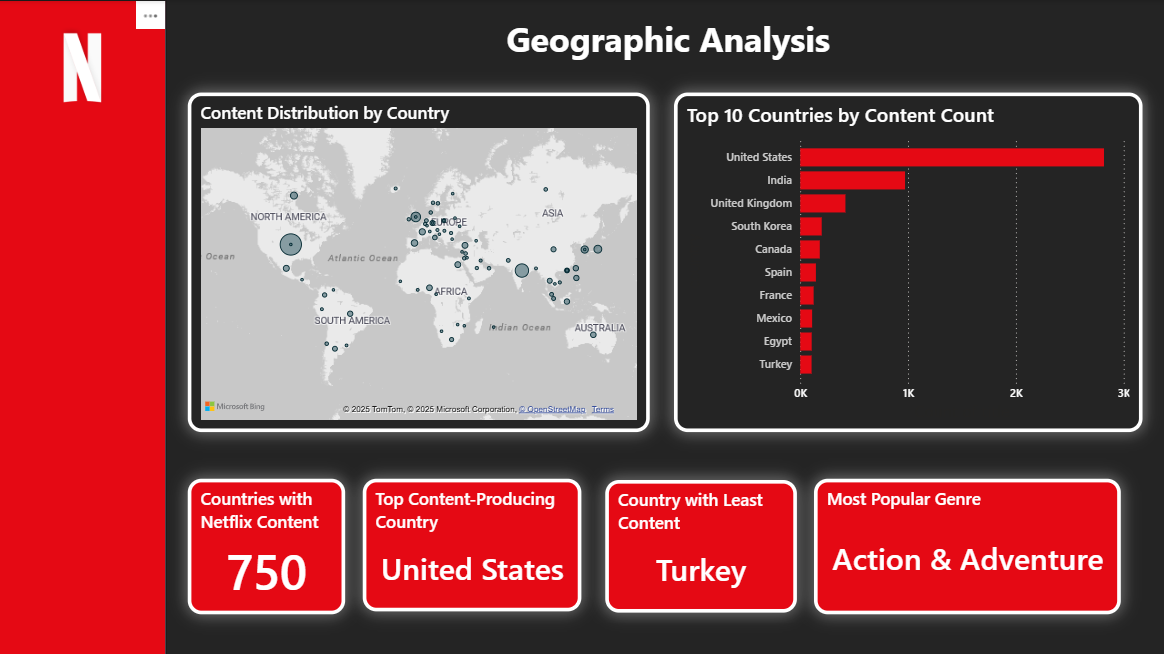 N
Geographic Analysis
Content Distribution by Country
NORTH AMERICA
EUROPE
ASIA
Ocean
Atlantic Ocean
AFRICA
SOUTH AMERICA
Indian Ocean
AUSTRALIA
Microsoft Bing
© 2025 TomTom, © 2025 Microsoft Corporation, © OpenStreetMap Terms
Top 10 Countries by Content Count
United States
India
United Kingdom
South Korea
Canada
Spain
France
Mexico
Egypt
Turkey
0K 1K 2K 3K
Countries with
Netflix Content
750
Top Content-Producing
Country
United States
Country with Least
Content
Turkey
Most Popular Genre
Action & Adventure